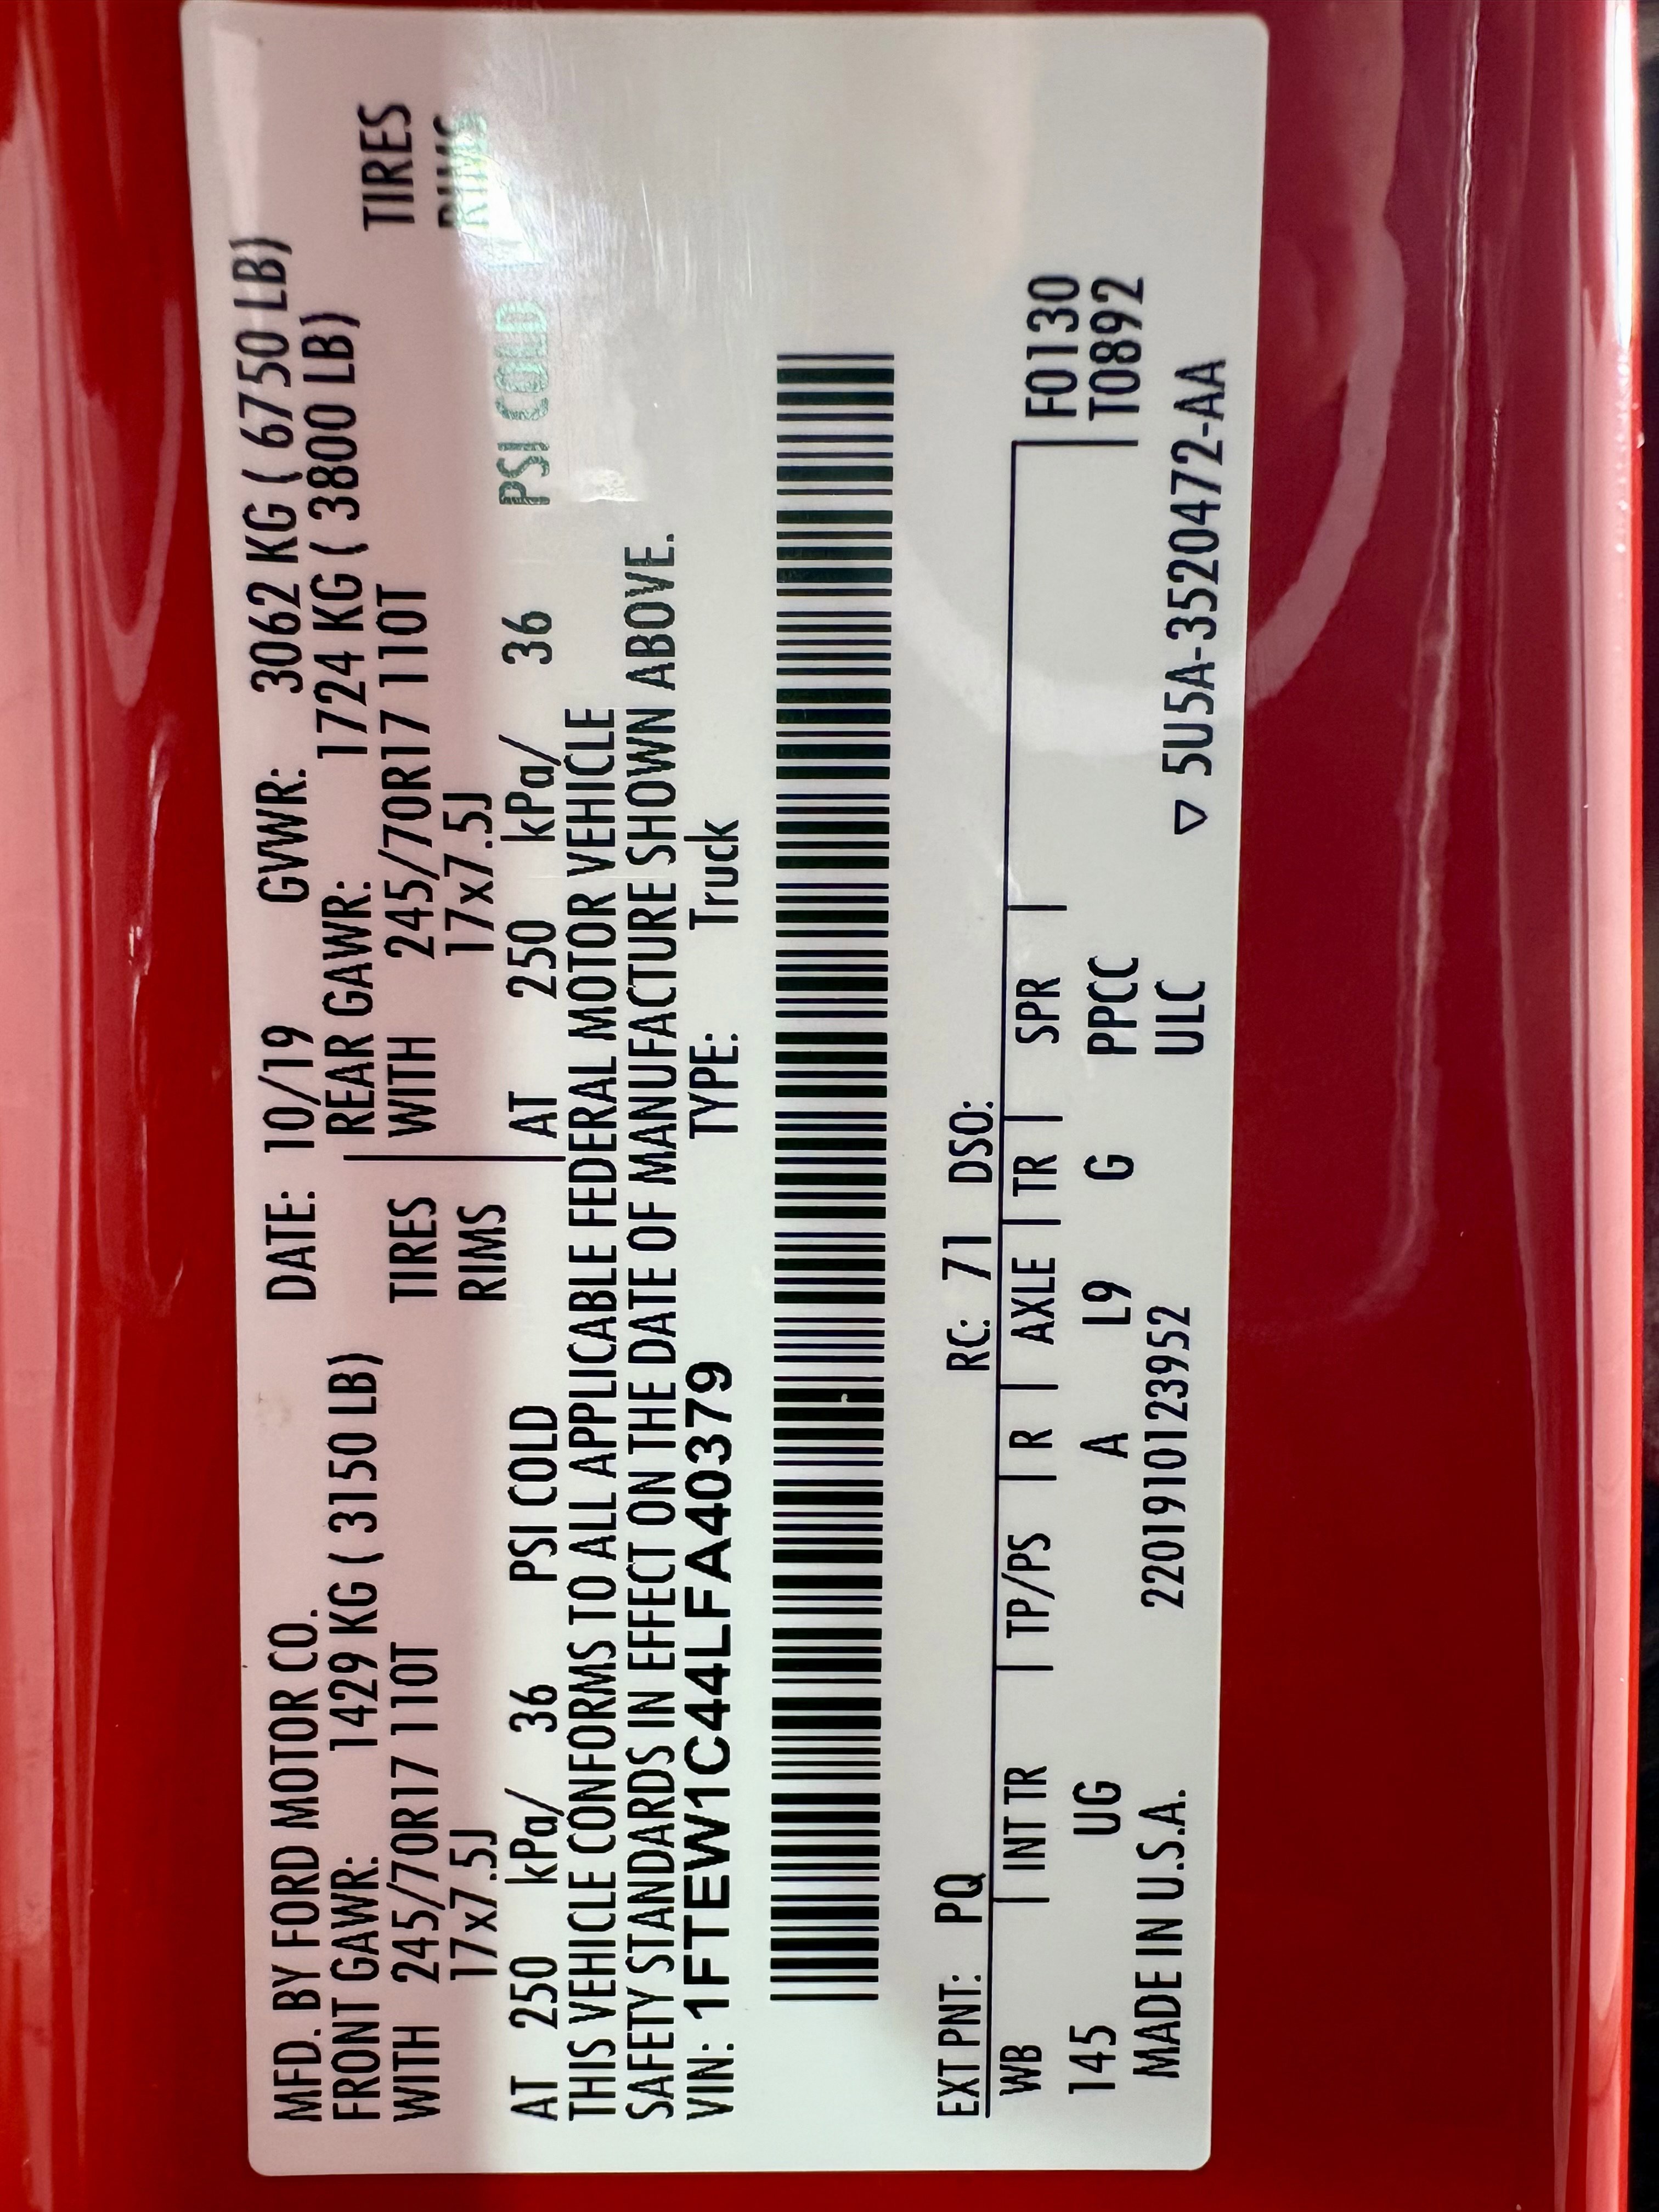 MFD. BY FORD MOTOR CO. DATE: 10/19 GVWR: 3062 KG ( 6750 LB)
FRONT GAWR: 1429 KG ( 3150 LB) REAR GAWR: 1724 KG ( 3800 LB)
WITH 245/70R17 110T TIRES WITH 245/70R17 110T TIRES
17x7.5J RIMS 17x7.5J RIMS
AT 250 kPa/ 36 PSI COLD AT 250 kPa/ 36 PSI COLD
THIS VEHICLE CONFORMS TO ALL APPLICABLE FEDERAL MOTOR VEHICLE
SAFETY STANDARDS IN EFFECT ON THE DATE OF MANUFACTURE SHOWN ABOVE.
VIN: 1FTEW1C44LFA40379 TYPE: Truck
EXT PNT: PQ RC: 71 DSO:
WB INT TR TP/PS R AXLE TR SPR F0130
145 UG A L9 G PPCC T0892
MADE IN U.S.A. 2201910123952 ULC ▽ 5U5A-3520472-AA